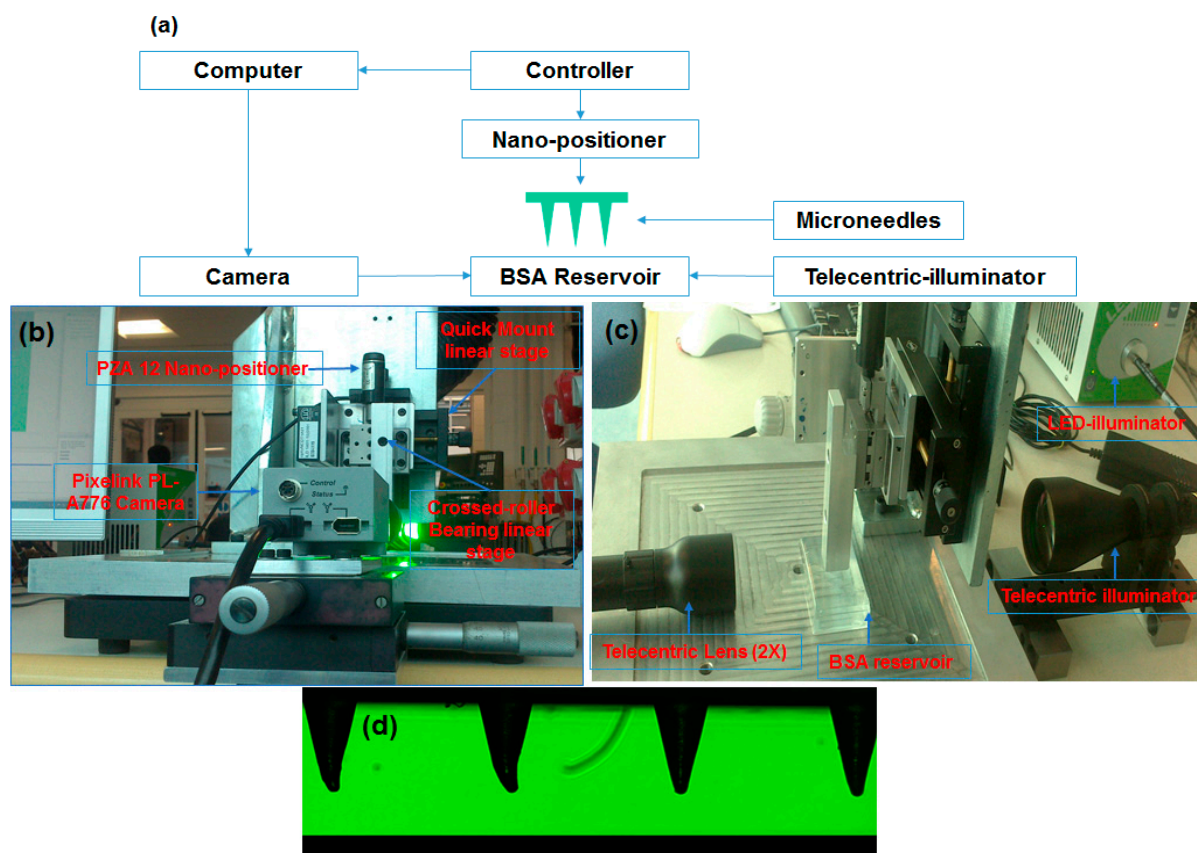 (a)
Computer
Controller
Nano-positioner
Microneedles
Camera
BSA Reservoir
Telecentric-illuminator
(b)
Quick Mount
linear stage
PZA 12 Nano-positioner
Pixelink PL-
A776 Camera
Control
Status
Crossed-roller
Bearing linear
stage
(c)
LED-illuminator
Telecentric illuminator
Telecentric Lens (2X)
BSA reservoir
(d)